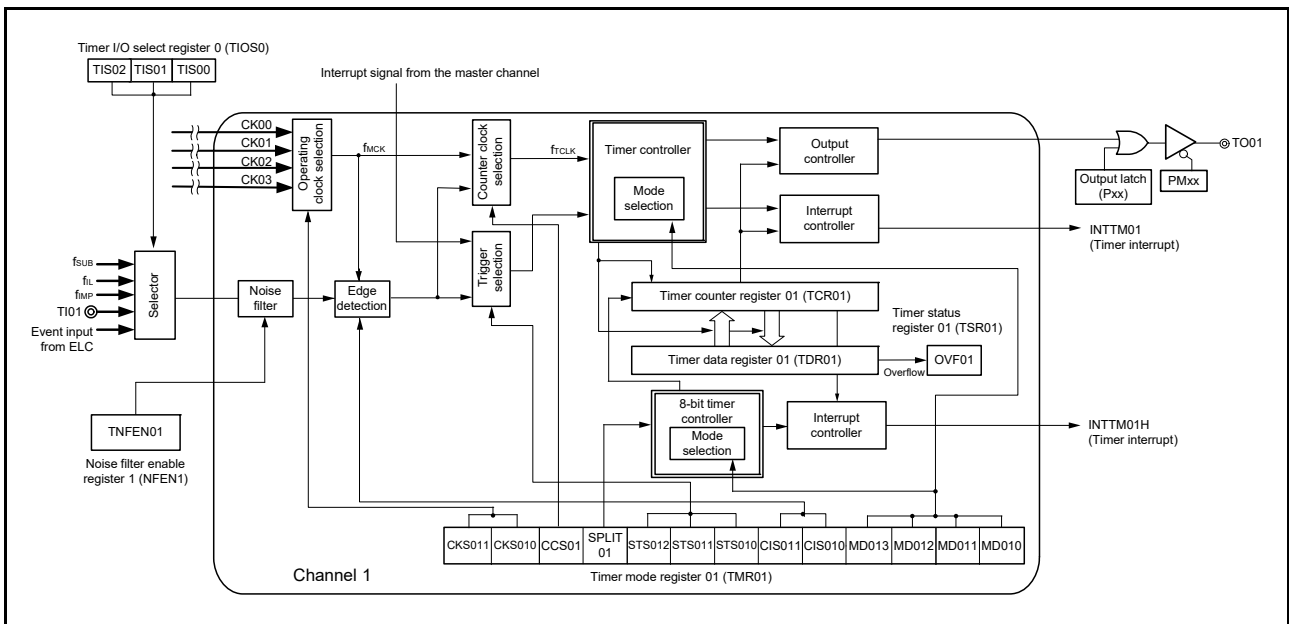 Timer I/O select register 0 (TIOS0)
TIS02 TIS01 TIS00
Interrupt signal from the master channel
CK00
CK01
CK02
CK03
Operating
clock selection
fMCK
Counter clock
selection
fTCLK
Timer controller
Mode
selection
Output
controller
Output latch
(Pxx)
PMxx
TO01
Interrupt
controller
INTTM01
(Timer interrupt)
Trigger
selection
fSUB
fIL
fIMP
TI01
Event input
from ELC
Selector
Noise
filter
Edge
detection
Timer counter register 01 (TCR01)
Timer status
register 01 (TSR01)
Timer data register 01 (TDR01)
Overflow
OVF01
8-bit timer
controller
Mode
selection
Interrupt
controller
INTTM01H
(Timer interrupt)
TNFEN01
Noise filter enable
register 1 (NFEN1)
CKS011 CKS010 CCS01 SPLIT
01 STS012 STS011 STS010 CIS011 CIS010 MD013 MD012 MD011 MD010
Channel 1
Timer mode register 01 (TMR01)